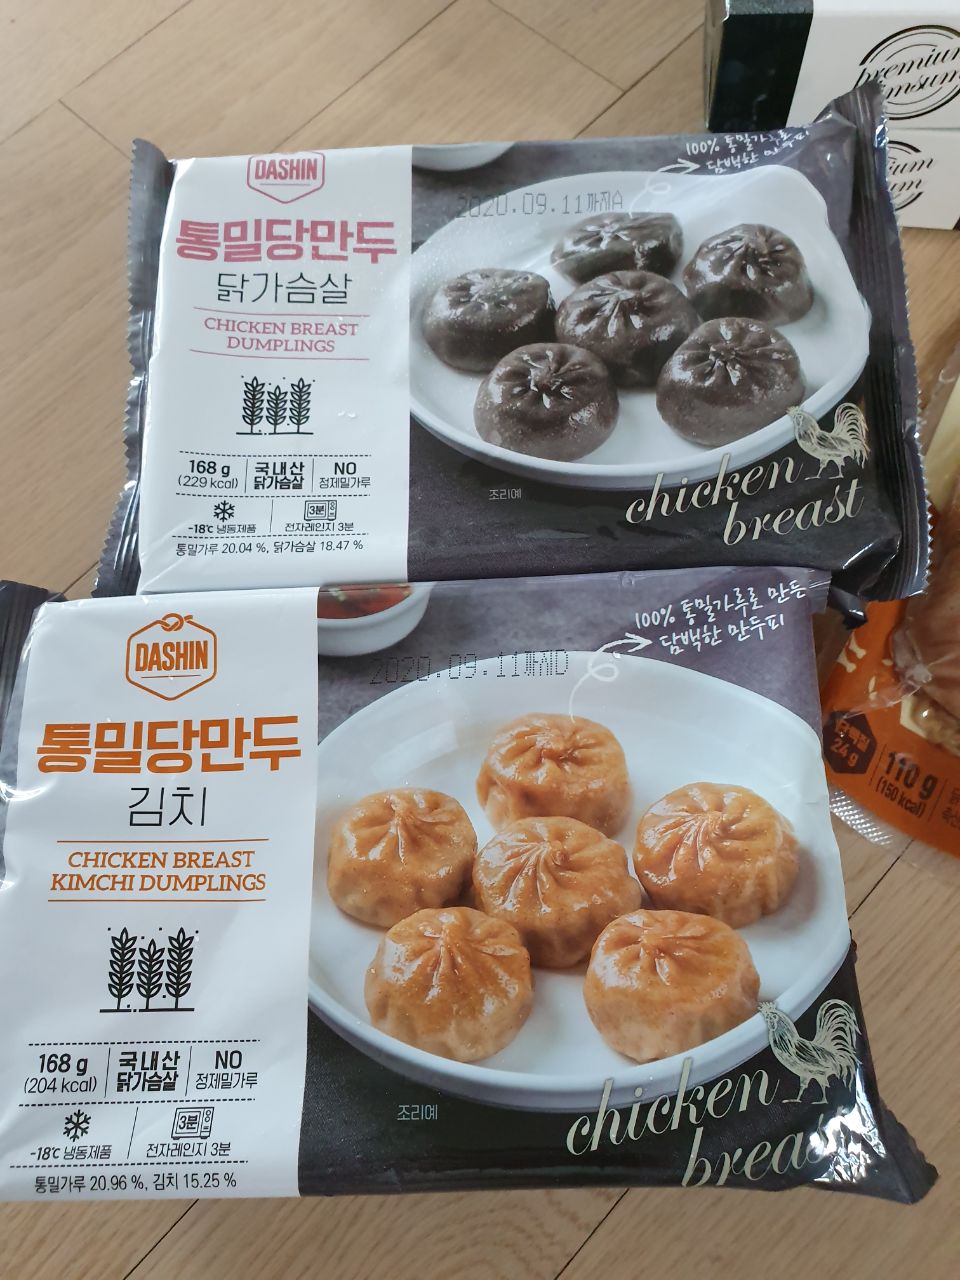 premium
dimsum
DASHIN
통밀당만두
닭가슴살
CHICKEN BREAST
DUMPLINGS
168 g
(229 kcal)
국내산
닭가슴살
NO
정제밀가루
-18℃ 냉동제품
3분
전자레인지 3분
통밀가루 20.04 %, 닭가슴살 18.47 %
2020.09.11까지A
100% 통밀가루로
담백한 만두피
조리예
chicken
breast
DASHIN
통밀당만두
김치
CHICKEN BREAST
KIMCHI DUMPLINGS
168 g
(204 kcal)
국내산
닭가슴살
NO
정제밀가루
-18℃ 냉동제품
3분
전자레인지 3분
통밀가루 20.96 %, 김치 15.25 %
2020.09.11까지D
100% 통밀가루로 만든
담백한 만두피
조리예
chicken
breast
단백질
24 g
110 g
(150 kcal)